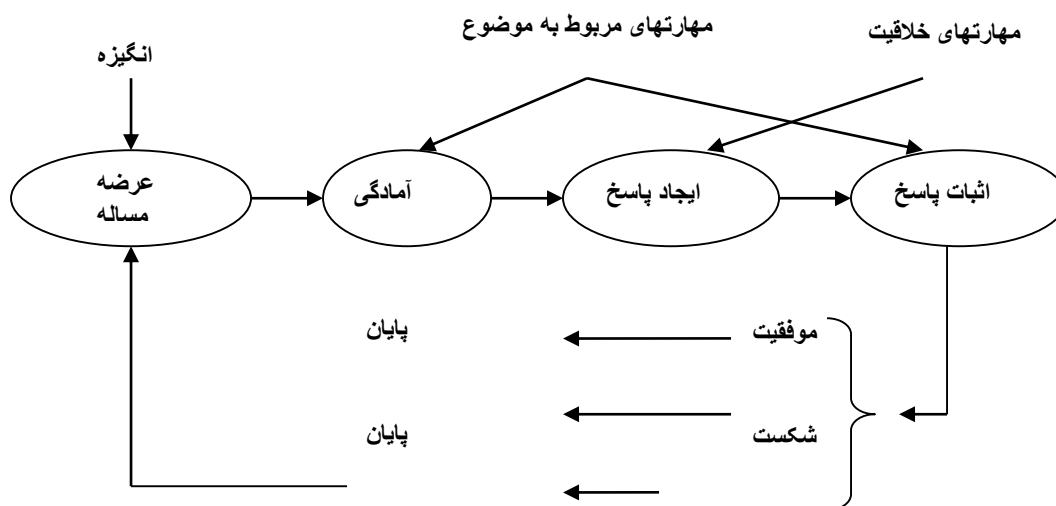 مهارتهای خلاقیت
مهارتهای مربوط به موضوع
انگیزه
عرضه
مساله
آمادگی
ایجاد پاسخ
اثبات پاسخ
موفقیت
پایان
شکست
پایان